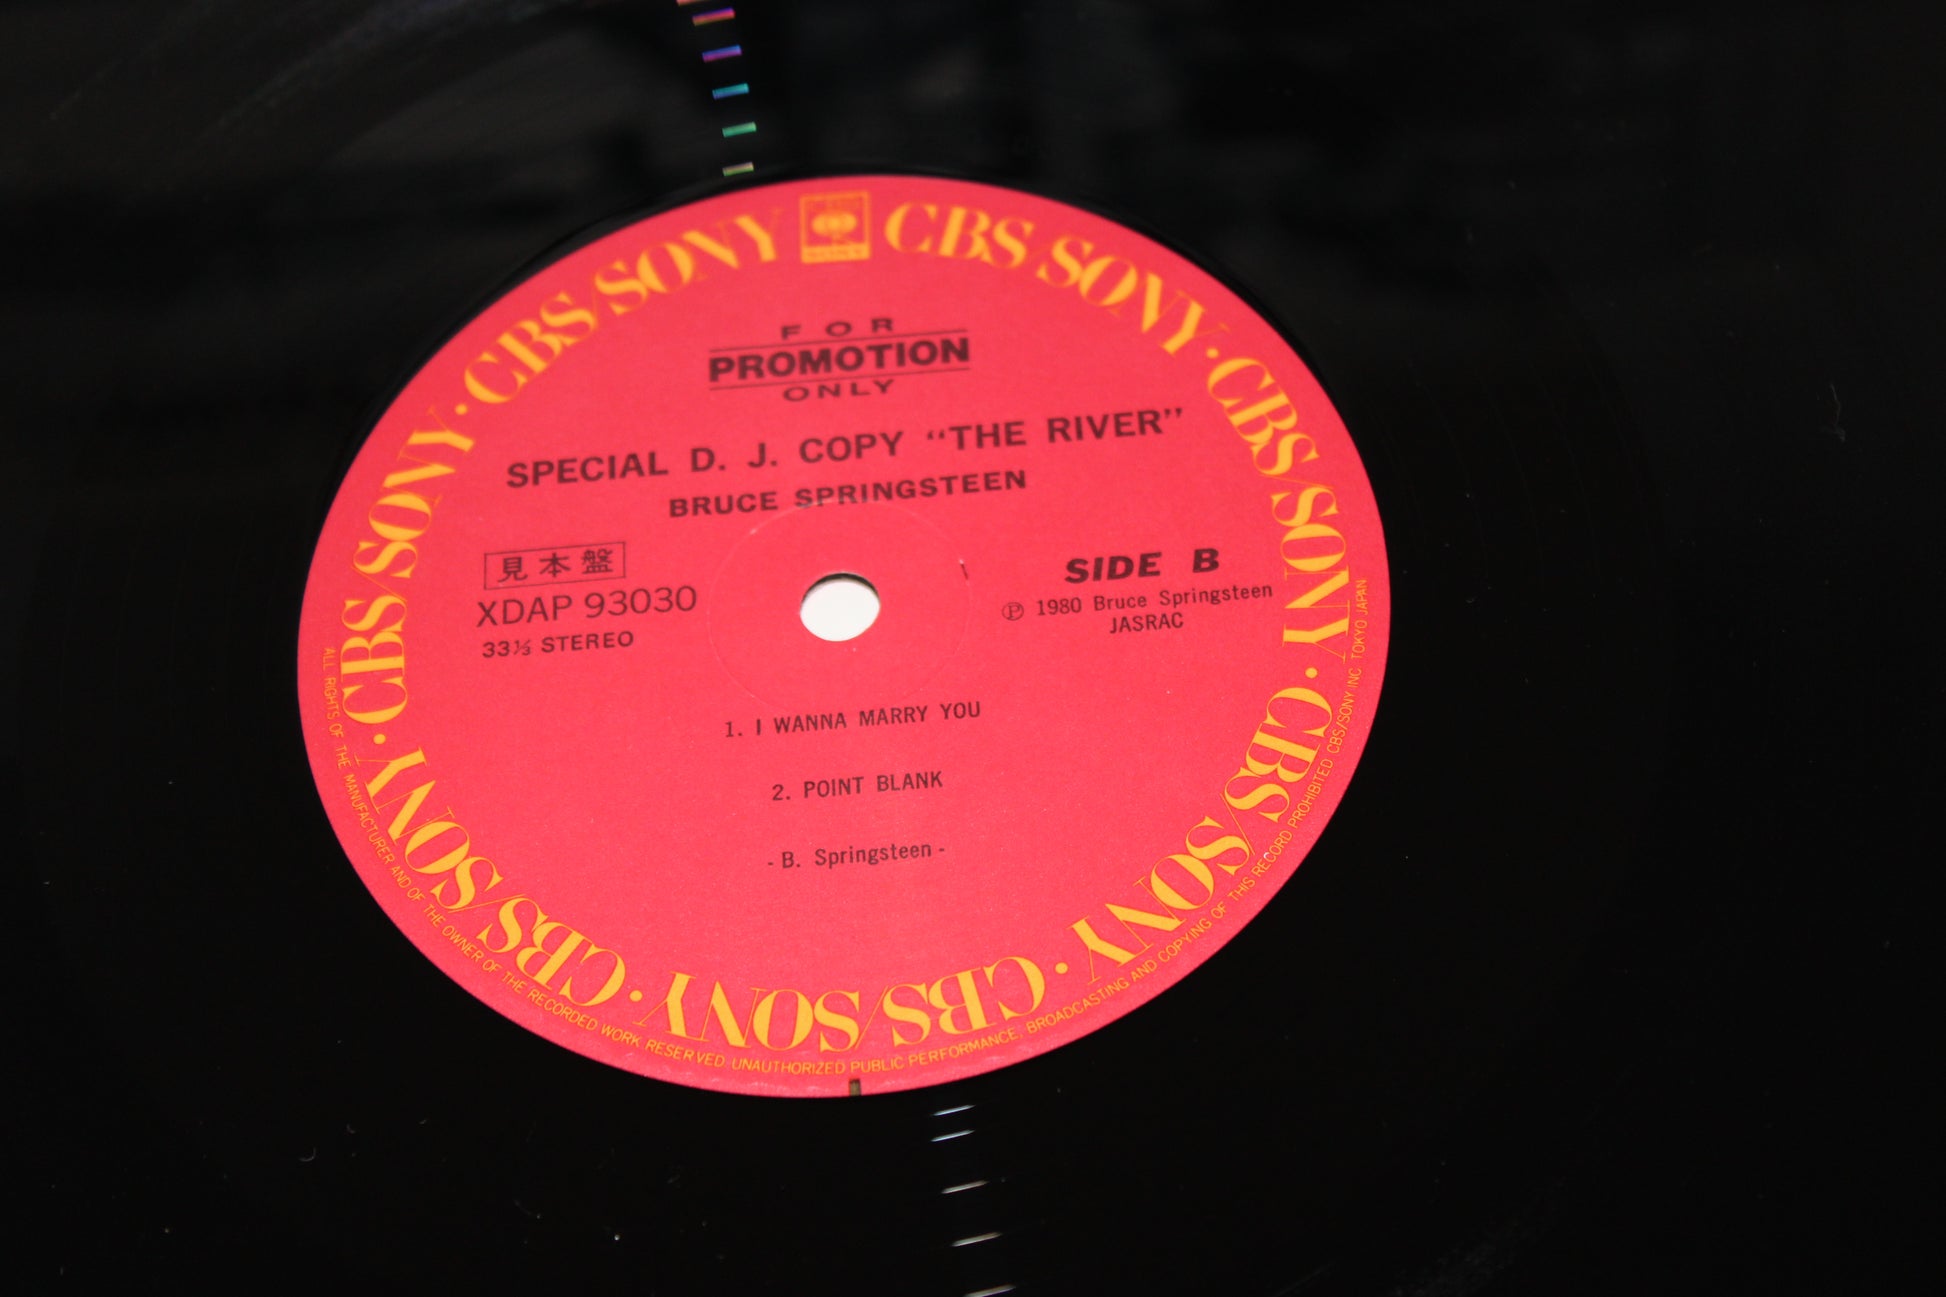 CBS/SONY · CBS/SONY · CBS/SONY · CBS/SONY · CBS/SONY · CBS/SONY · CBS/SONY · CBS/SONY
SONY
FOR
PROMOTION
ONLY
SPECIAL D. J. COPY “THE RIVER”
BRUCE SPRINGSTEEN
見本盤
XDAP 93030
33⅓ STEREO
SIDE B
Ⓟ 1980 Bruce Springsteen
JASRAC
1. I WANNA MARRY YOU
2. POINT BLANK
- B. Springsteen -
ALL RIGHTS OF THE MANUFACTURER AND OF THE OWNER OF THE RECORDED WORK RESERVED. UNAUTHORIZED PUBLIC PERFORMANCE, BROADCASTING AND COPYING OF THIS RECORD PROHIBITED CBS/SONY INC. TOKYO JAPAN